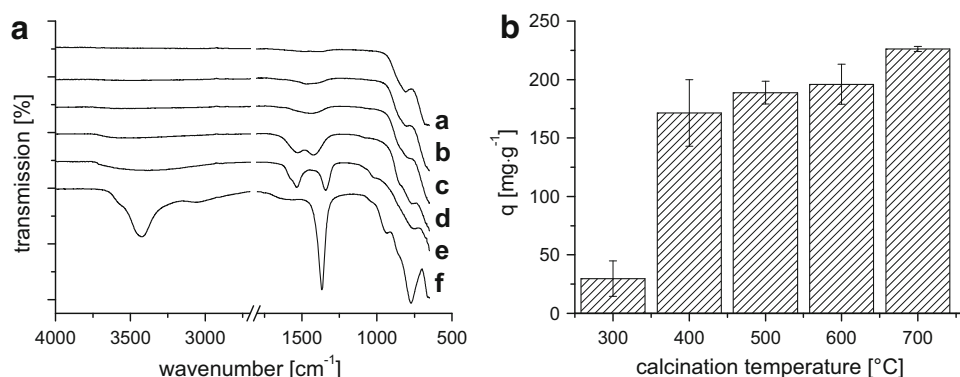 a
transmission [%]
a
b
c
d
e
f
4000 3500 3000 1500 1000 500
wavenumber [cm⁻¹]
b
q [mg·g⁻¹]
250
200
150
100
50
0
300 400 500 600 700
calcination temperature [°C]